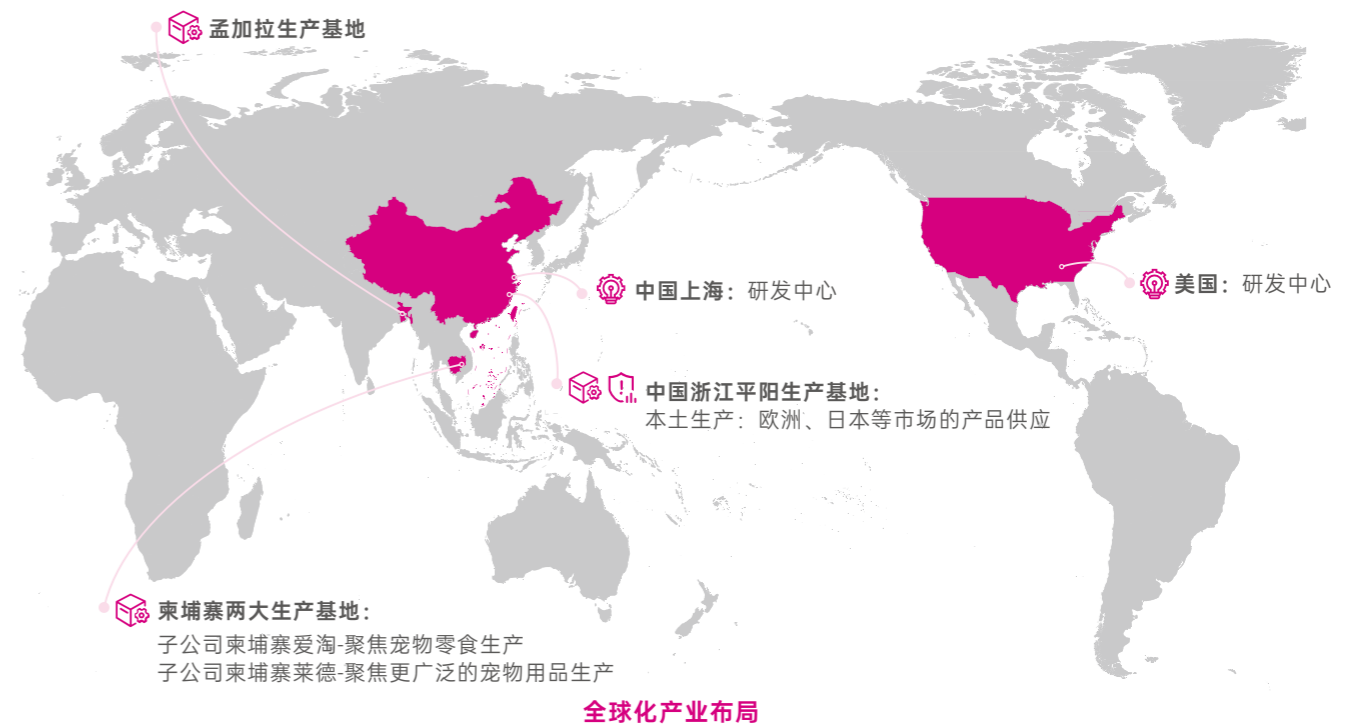 孟加拉生产基地
中国上海：研发中心
美国：研发中心
中国浙江平阳生产基地：
本土生产：欧洲、日本等市场的产品供应
柬埔寨两大生产基地：
子公司柬埔寨爱淘-聚焦宠物零食生产
子公司柬埔寨莱德-聚焦更广泛的宠物用品生产
全球化产业布局